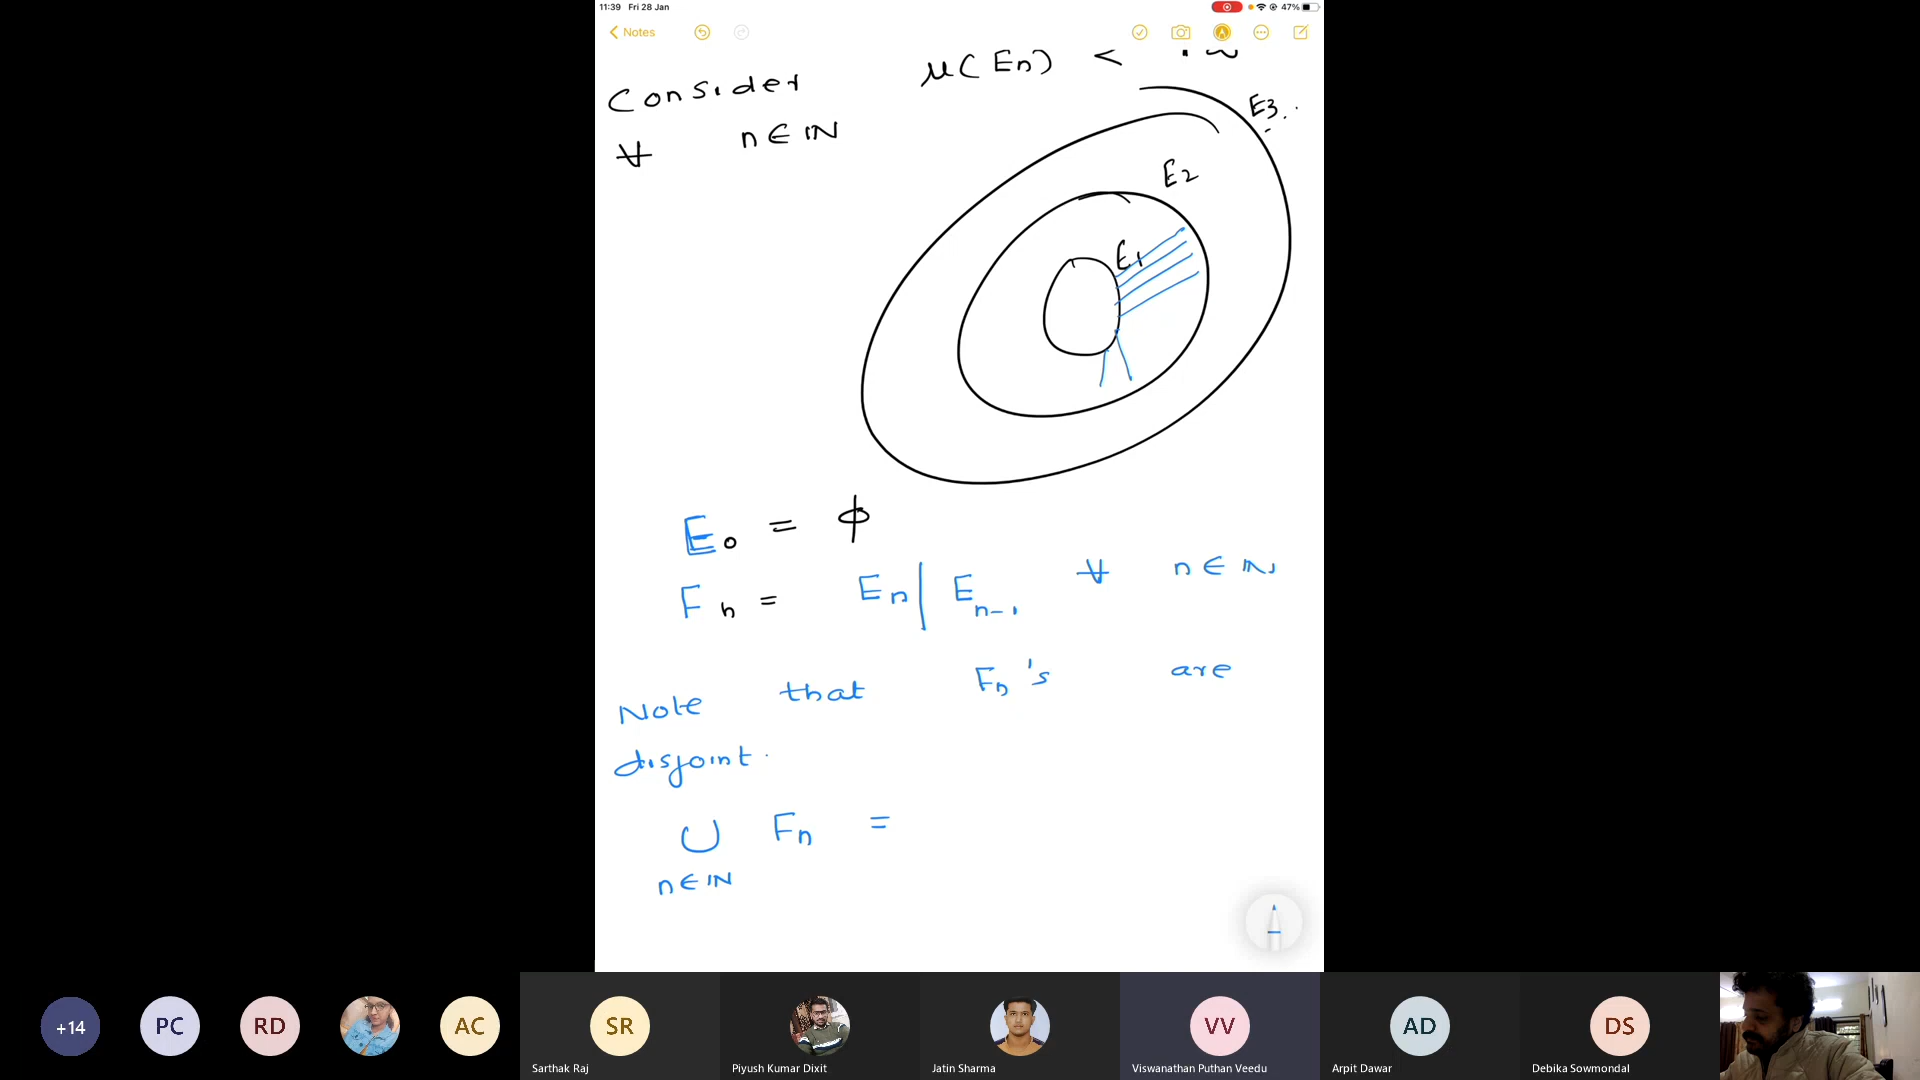 11:39 Fri 28 Jan
47%
Notes
Consider μ(En) <
∀ n∈ℕ
E3.
E2
E1
E0 = ϕ
Fn = En | En-1 ∀ n∈ℕ
Note that Fn's are
disjoint.
∪ Fn =
n∈ℕ
+14
PC
RD
AC
SR
VV
AD
DS
Sarthak Raj
Piyush Kumar Dixit
Jatin Sharma
Viswanathan Puthan Veedu
Arpit Dawar
Debika Sowmondal